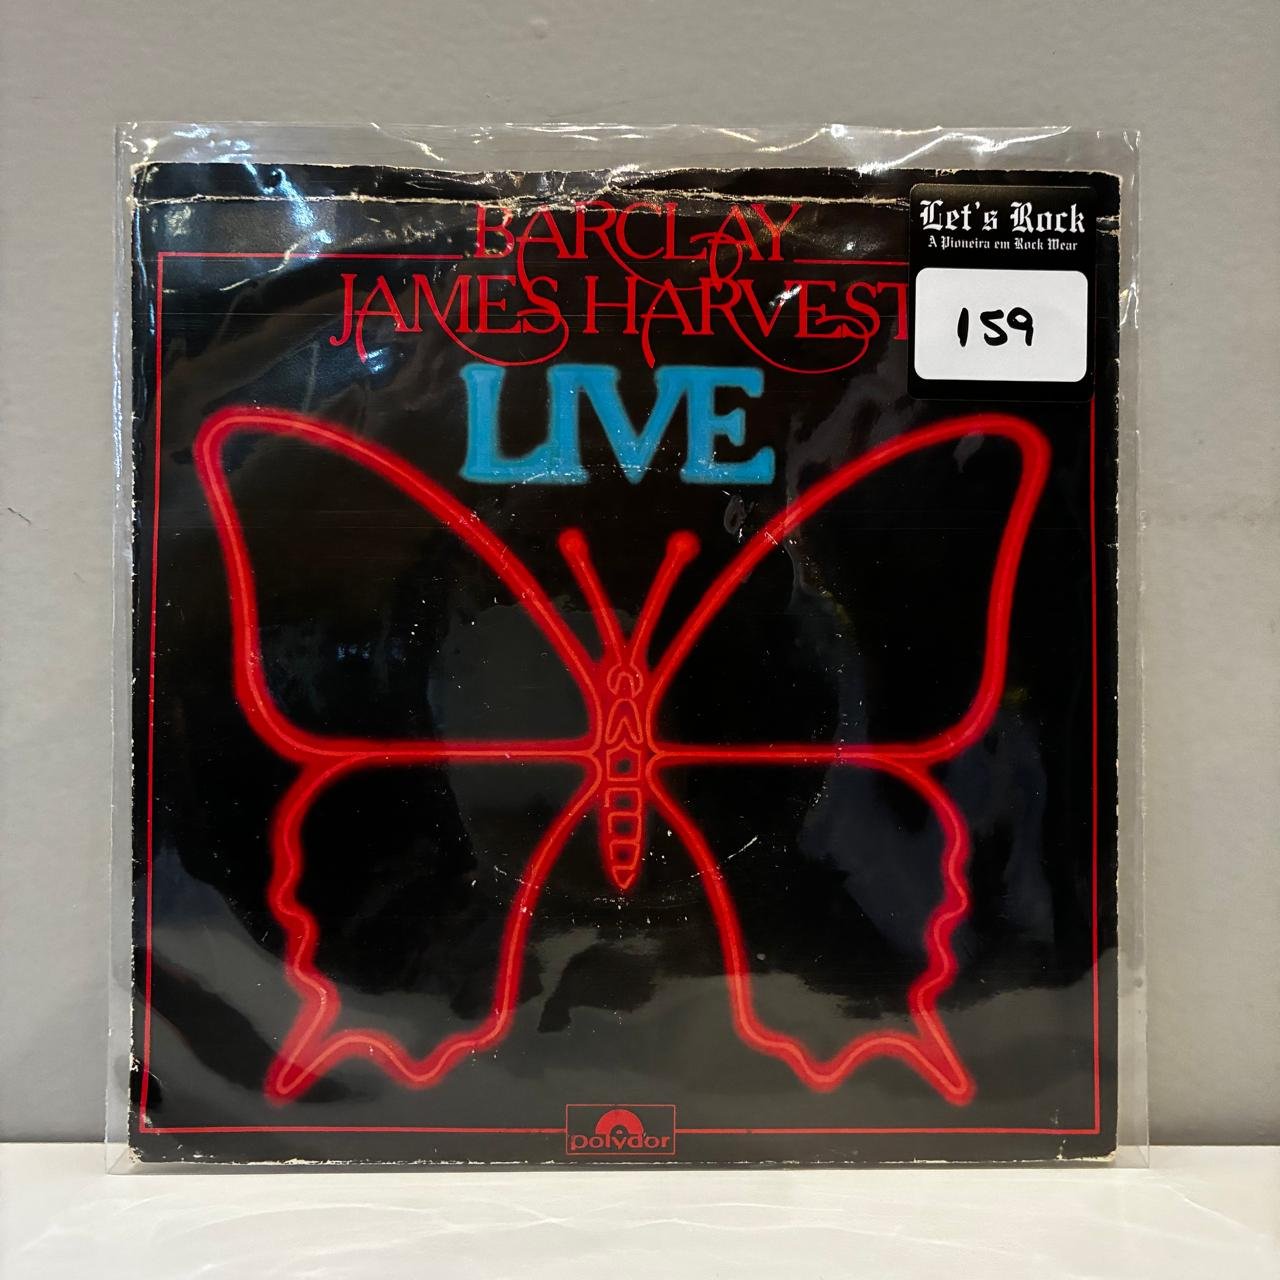 BARCLAY
JAMES HARVEST
LIVE
Let's Rock
A Pioneira em Rock Wear
159
polydor